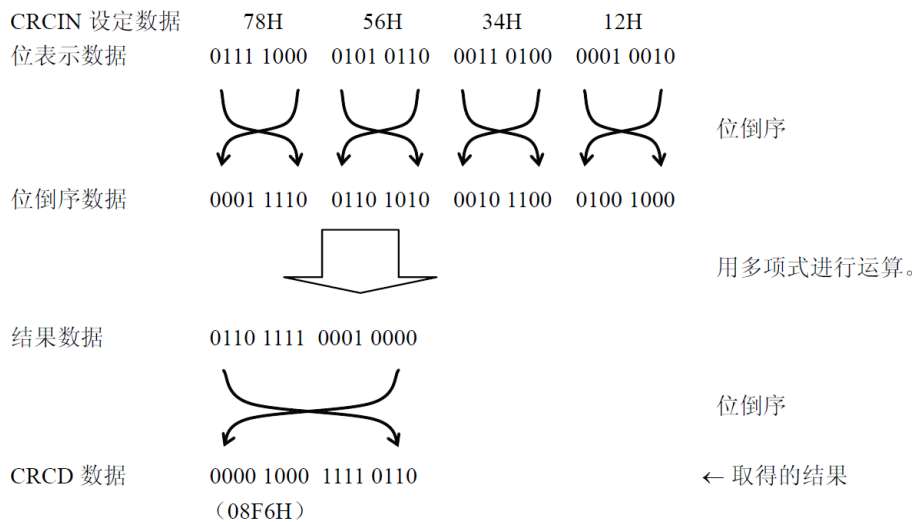 CRCIN 设定数据 78H 56H 34H 12H
位表示数据 0111 1000 0101 0110 0011 0100 0001 0010
位倒序
位倒序数据 0001 1110 0110 1010 0010 1100 0100 1000
用多项式进行运算。
结果数据 0110 1111 0001 0000
位倒序
CRCD 数据 0000 1000 1111 0110 ← 取得的结果
（08F6H）